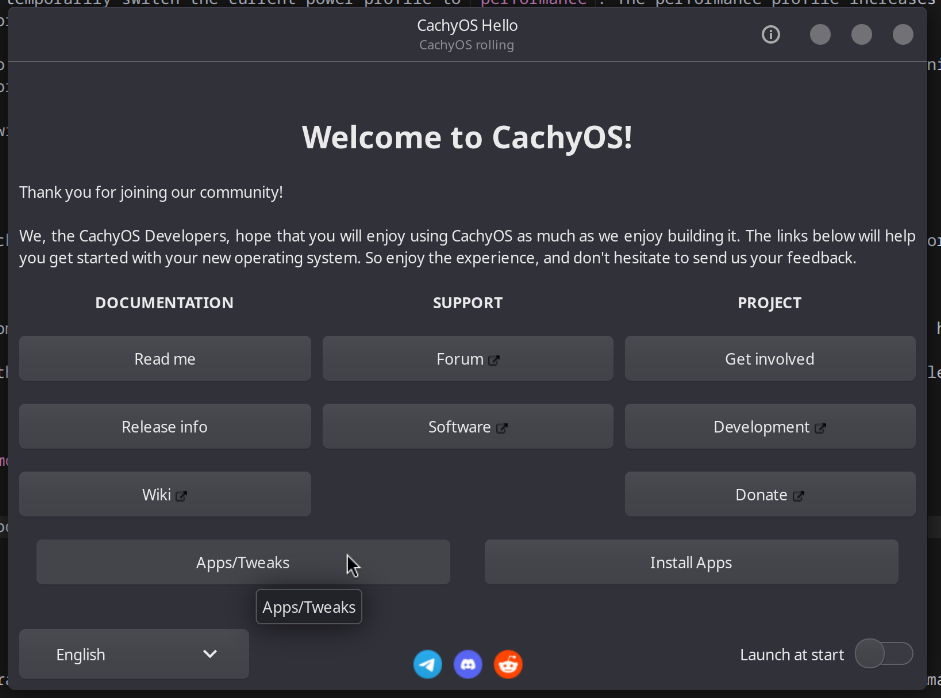 temporarily switch the current power profile to `performance`. The performance profile increases
CachyOS Hello
CachyOS rolling
Welcome to CachyOS!
Thank you for joining our community!
We, the CachyOS Developers, hope that you will enjoy using CachyOS as much as we enjoy building it. The links below will help
you get started with your new operating system. So enjoy the experience, and don't hesitate to send us your feedback.
DOCUMENTATION
SUPPORT
PROJECT
Read me
Forum
Get involved
Release info
Software
Development
Wiki
Donate
Apps/Tweaks
Install Apps
Apps/Tweaks
English
Launch at start